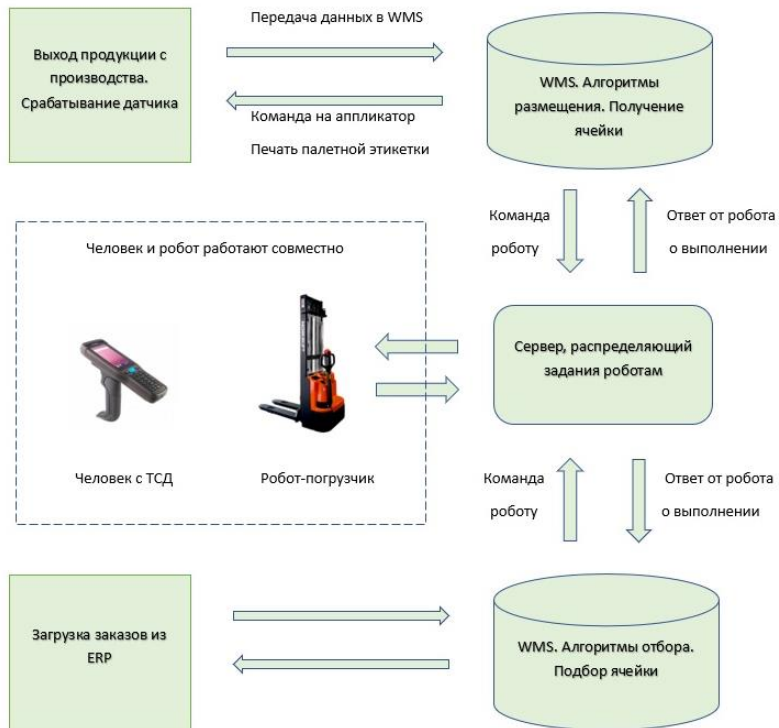 Передача данных в WMS
Выход продукции с
производства.
Срабатывание датчика
WMS. Алгоритмы
размещения. Получение
ячейки
Команда на аппликатор
Печать палетной этикетки
Команда
роботу
Ответ от робота
о выполнении
Человек и робот работают совместно
Сервер, распределяющий
задания роботам
Человек с ТСД
Робот-погрузчик
Команда
роботу
Ответ от робота
о выполнении
Загрузка заказов из
ERP
WMS. Алгоритмы отбора.
Подбор ячейки